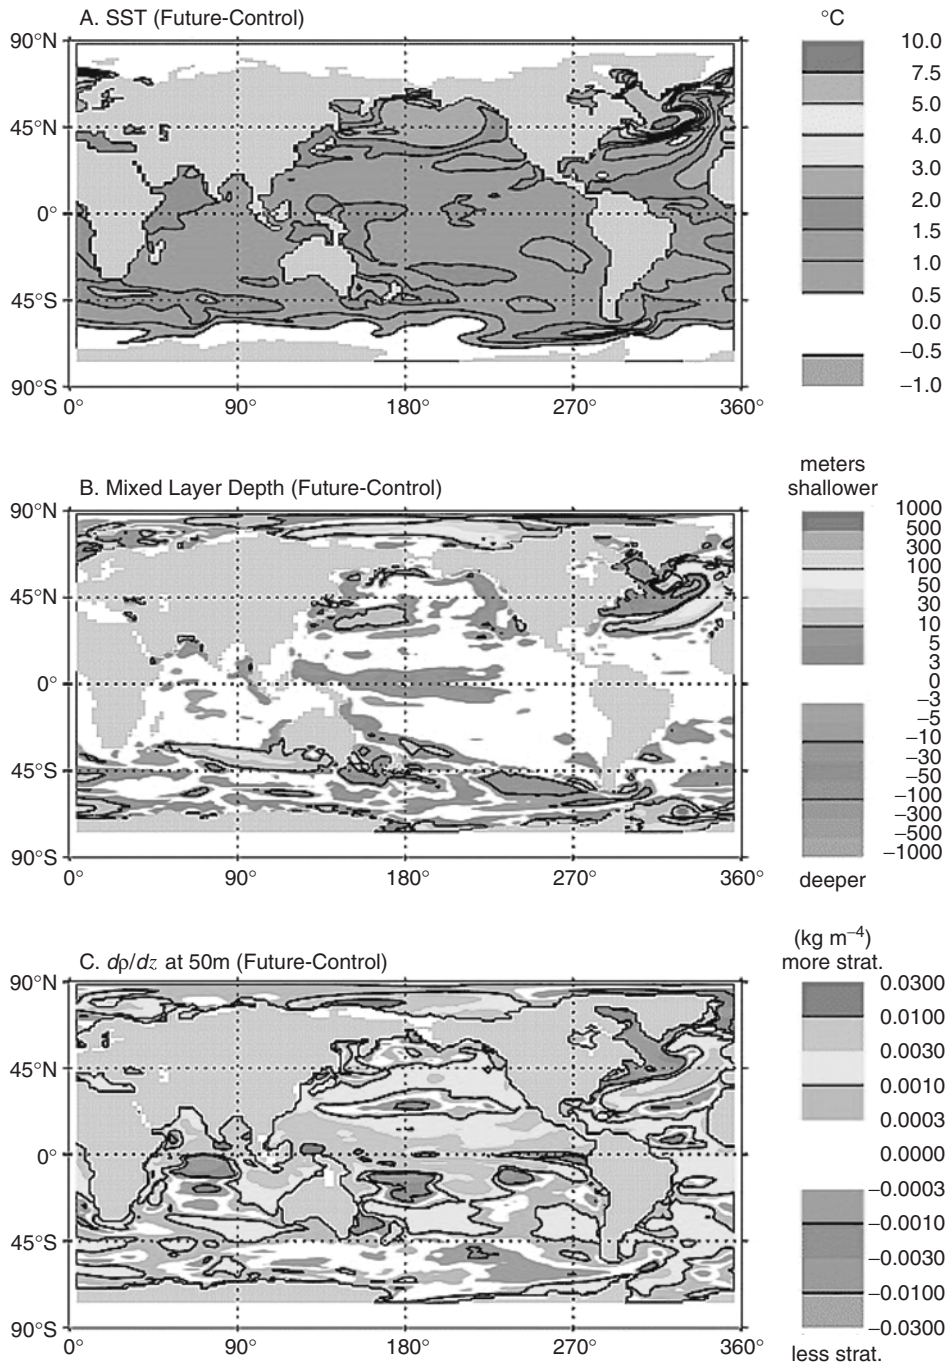 A. SST (Future-Control)
°C
90°N
45°N
0°
45°S
90°S
0°
90°
180°
270°
360°
10.0
7.5
5.0
4.0
3.0
2.0
1.5
1.0
0.5
0.0
−0.5
−1.0
B. Mixed Layer Depth (Future-Control)
meters
shallower
90°N
45°N
0°
45°S
90°S
0°
90°
180°
270°
360°
1000
500
300
100
50
30
10
5
3
0
−3
−5
−10
−30
−50
−100
−300
−500
−1000
deeper
C. dρ/dz at 50m (Future-Control)
(kg m⁻⁴)
more strat.
90°N
45°N
0°
45°S
90°S
0°
90°
180°
270°
360°
0.0300
0.0100
0.0030
0.0010
0.0003
0.0000
−0.0003
−0.0010
−0.0030
−0.0100
−0.0300
less strat.